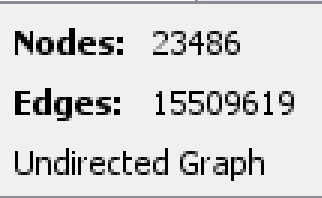 Nodes: 23486
Edges: 15509619
Undirected Graph